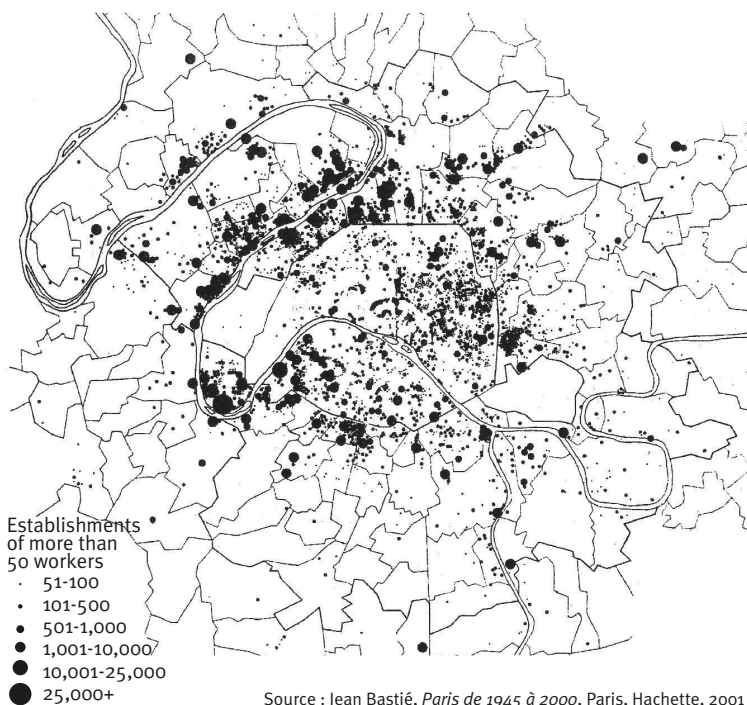 Establishments
of more than
50 workers
51-100
101-500
501-1,000
1,001-10,000
10,001-25,000
25,000+
Source : Jean Bastié, Paris de 1945 à 2000, Paris, Hachette, 2001